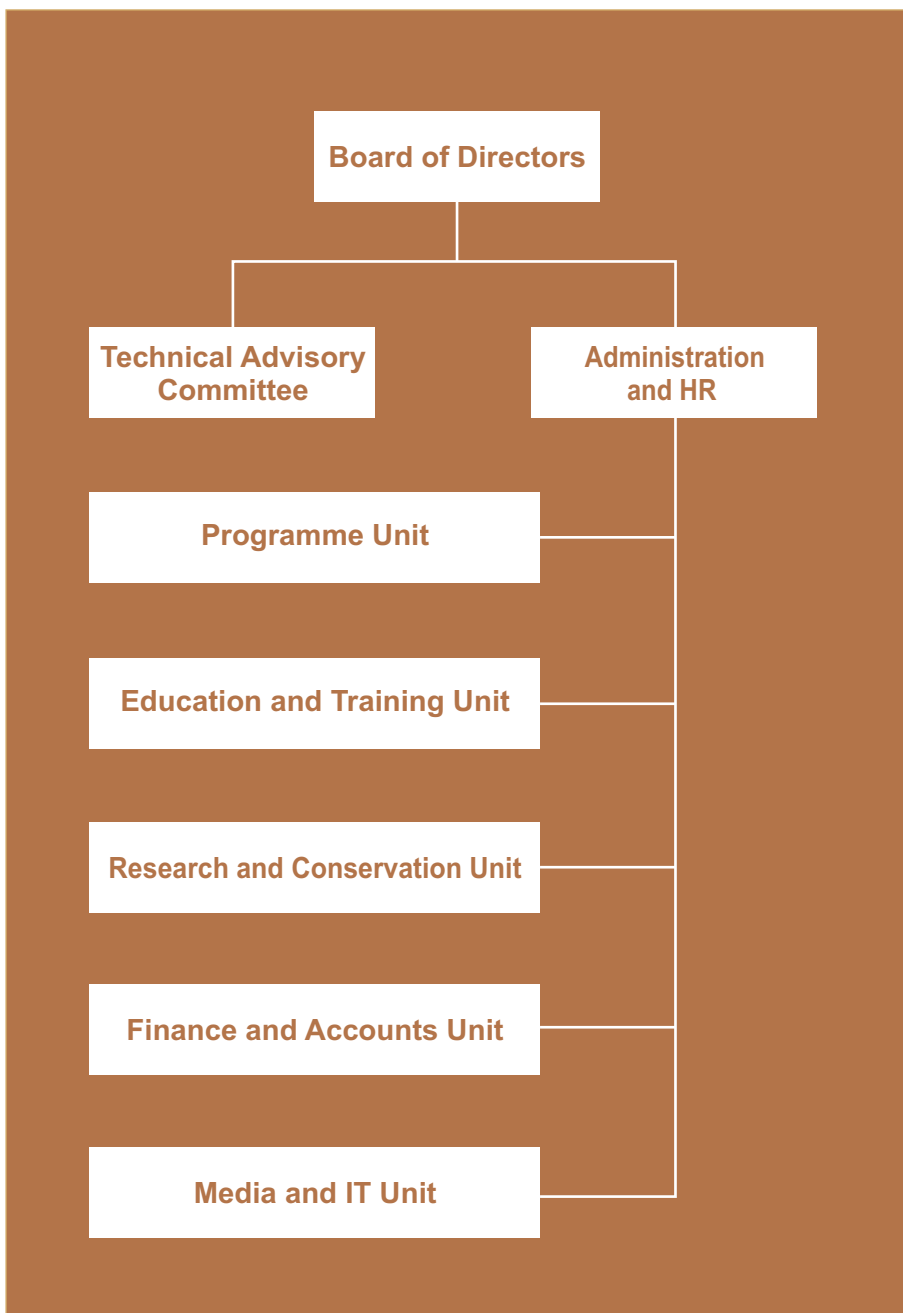 Board of Directors
Technical Advisory
Committee
Administration
and HR
Programme Unit
Education and Training Unit
Research and Conservation Unit
Finance and Accounts Unit
Media and IT Unit